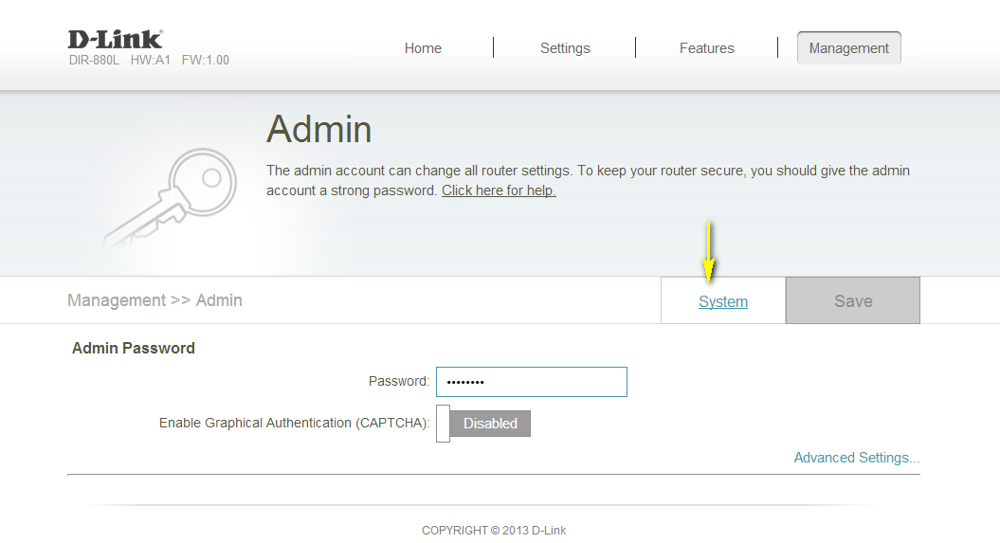 D-Link
DIR-880L HW:A1 FW:1.00
Home
Settings
Features
Management
Admin
The admin account can change all router settings. To keep your router secure, you should give the admin
account a strong password. Click here for help.
Management >> Admin
System
Save
Admin Password
Password: ••••••••
Enable Graphical Authentication (CAPTCHA): Disabled
Advanced Settings...
COPYRIGHT © 2013 D-Link